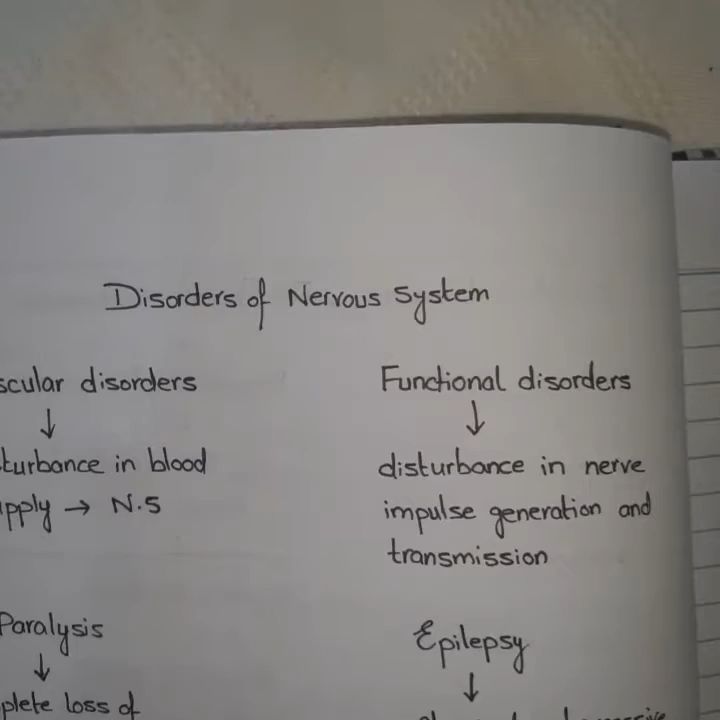 Disorders of Nervous System
scular disorders
↓
turbance in blood
pply → N.S
Paralysis
↓
plete loss of
Functional disorders
↓
disturbance in nerve
impulse generation and
transmission
Epilepsy
↓